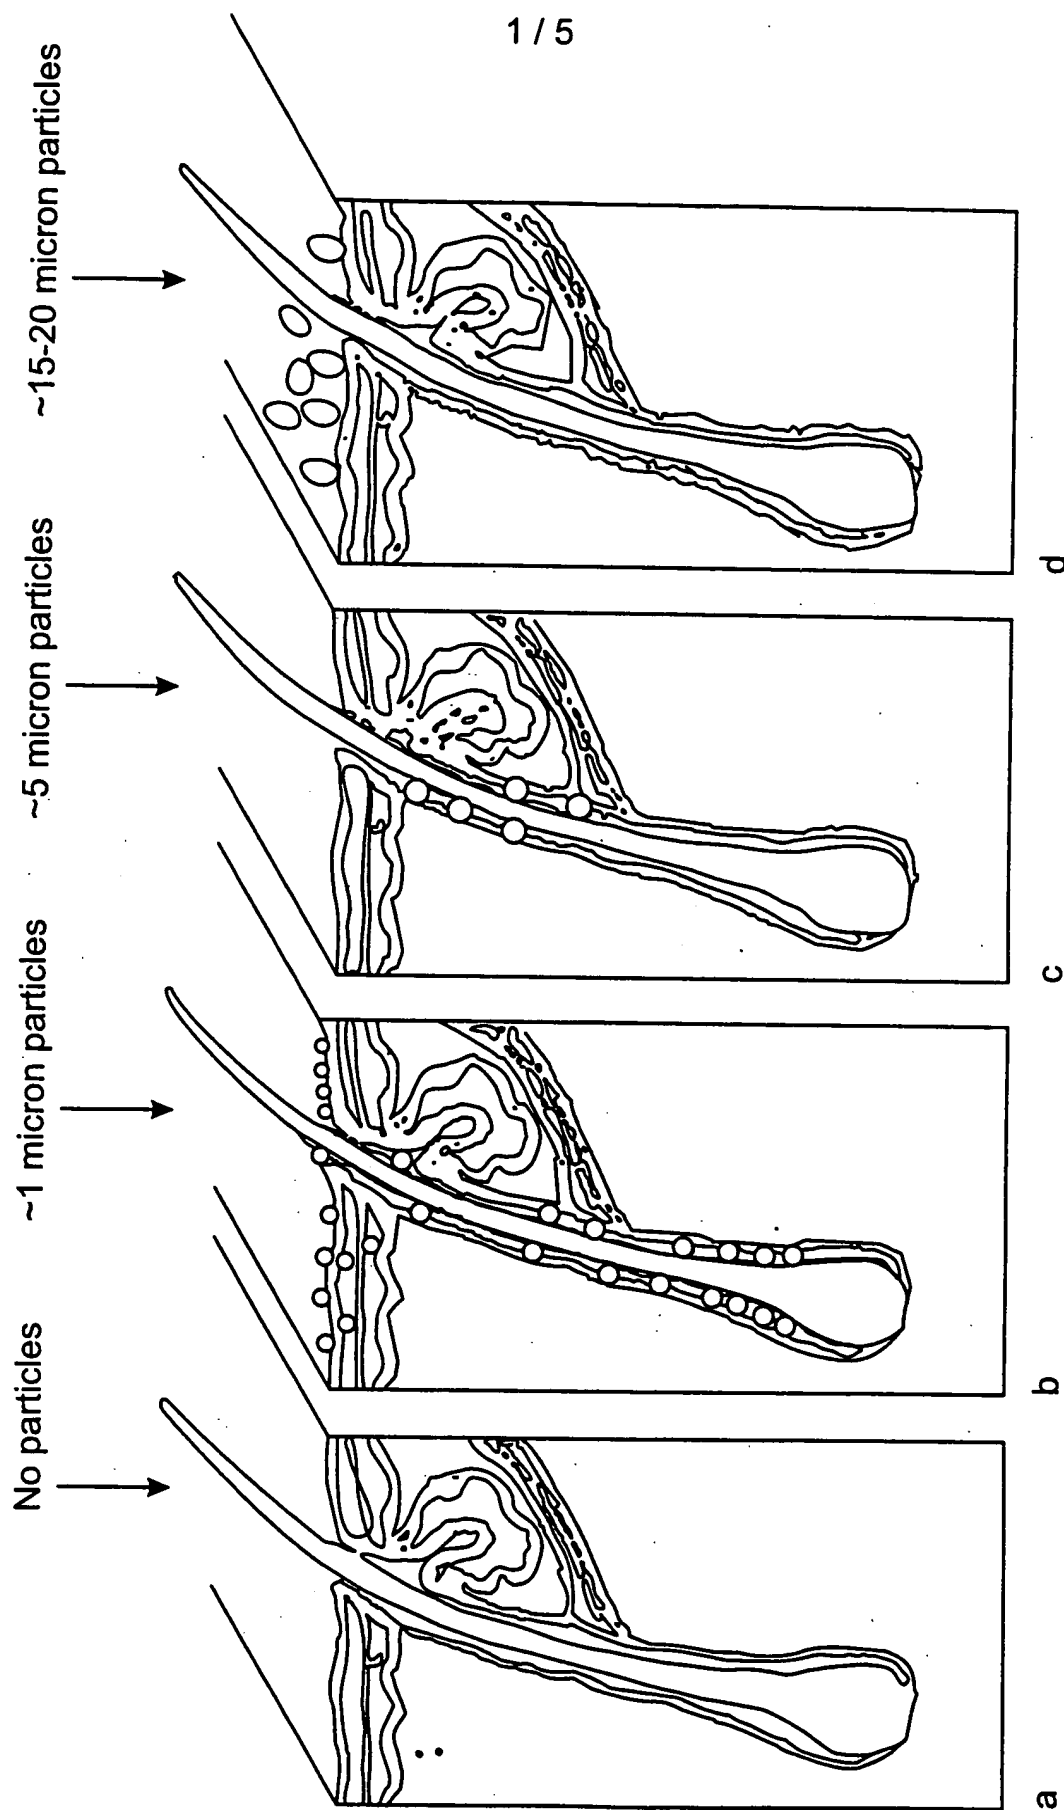 1 / 5
No particles
~1 micron particles
~5 micron particles
~15-20 micron particles
a
b
c
d